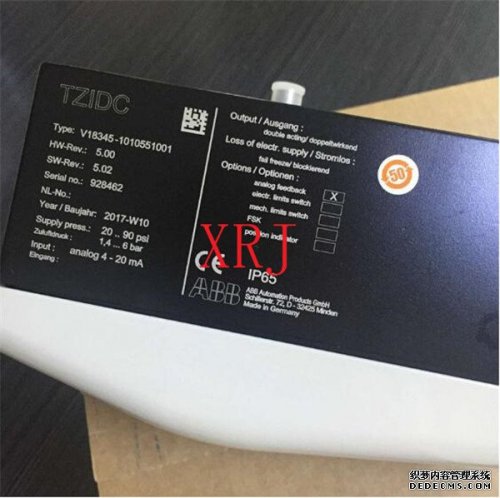 TZIDC
Type: V18345-1010551001
HW-Rev.: 5.00
SW-Rev.: 5.02
Serial no.: 928462
NL-No.:
Year / Baujahr: 2017-W10
Supply press.: 20 .. 90 psi
Zuluftdruck: 1,4 ... 6 bar
Input: analog 4 - 20 mA
Eingang:
Output / Ausgang:
double acting/ doppeltwirkend
Loss of electr. supply / Stromlos:
fail freeze/ blockierend
Options / Optionen:
analog feedback X
electr. limits switch
mech. limits switch
FSK
position indicator
CE IP65
ABB
ABB Automation Products GmbH
Schillerstr. 72, D - 32425 Minden
Made in Germany
50
XRJ
织梦内容管理系统
DEDECMS.COM